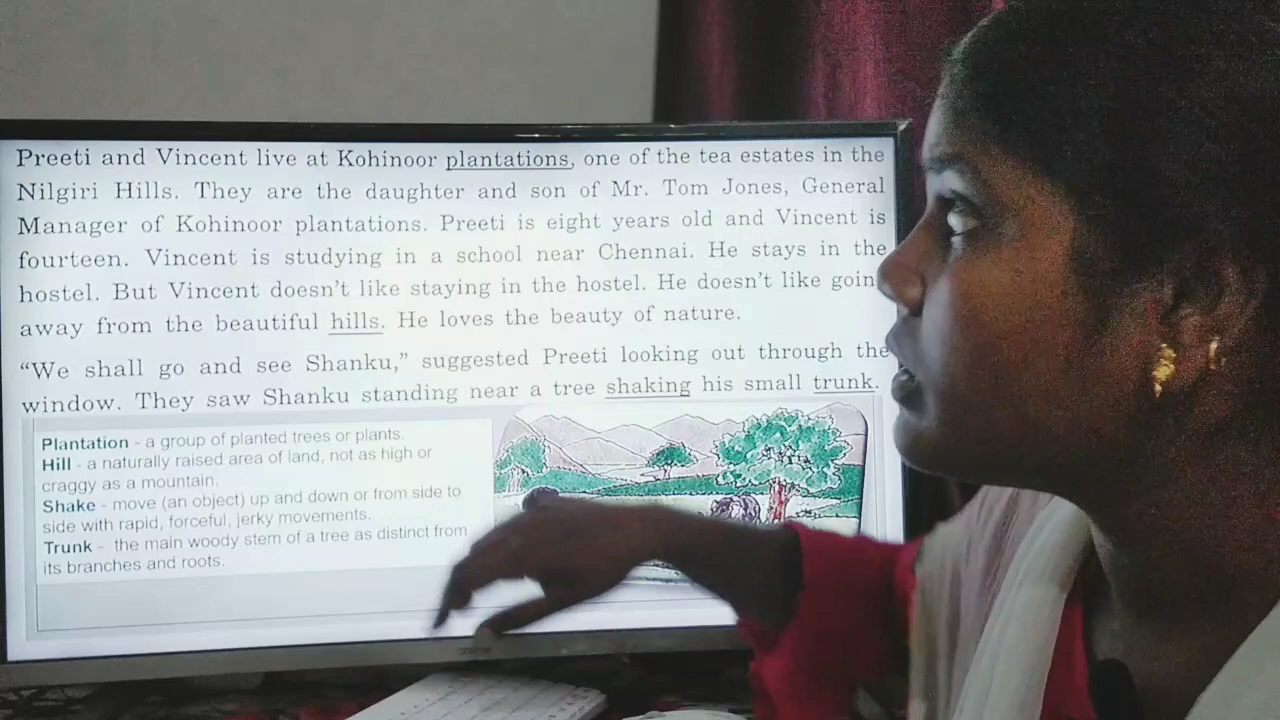 Preeti and Vincent live at Kohinoor plantations, one of the tea estates in the
Nilgiri Hills. They are the daughter and son of Mr. Tom Jones, General
Manager of Kohinoor plantations. Preeti is eight years old and Vincent is
fourteen. Vincent is studying in a school near Chennai. He stays in the
hostel. But Vincent doesn't like staying in the hostel. He doesn't like goin
away from the beautiful hills. He loves the beauty of nature.
“We shall go and see Shanku,” suggested Preeti looking out through the
window. They saw Shanku standing near a tree shaking his small trunk.
Plantation - a group of planted trees or plants.
Hill - a naturally raised area of land, not as high or
craggy as a mountain.
Shake - move (an object) up and down or from side to
side with rapid, forceful, jerky movements.
Trunk - the main woody stem of a tree as distinct from
its branches and roots.